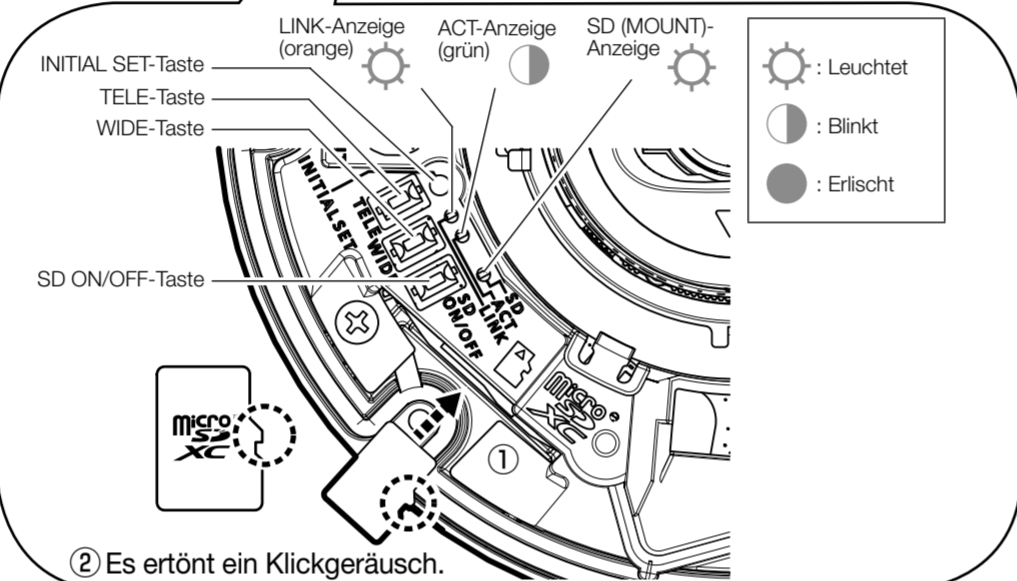 LINK-Anzeige
(orange)
ACT-Anzeige
(grün)
SD (MOUNT)-
Anzeige
INITIAL SET-Taste
TELE-Taste
WIDE-Taste
SD ON/OFF-Taste
: Leuchtet
: Blinkt
: Erlischt
INITIAL SET
TELE
WIDE
SD
ON/OFF
SD
ACT
LINK
micro
SD
XC
micro
SD
XC
①
② Es ertönt ein Klickgeräusch.